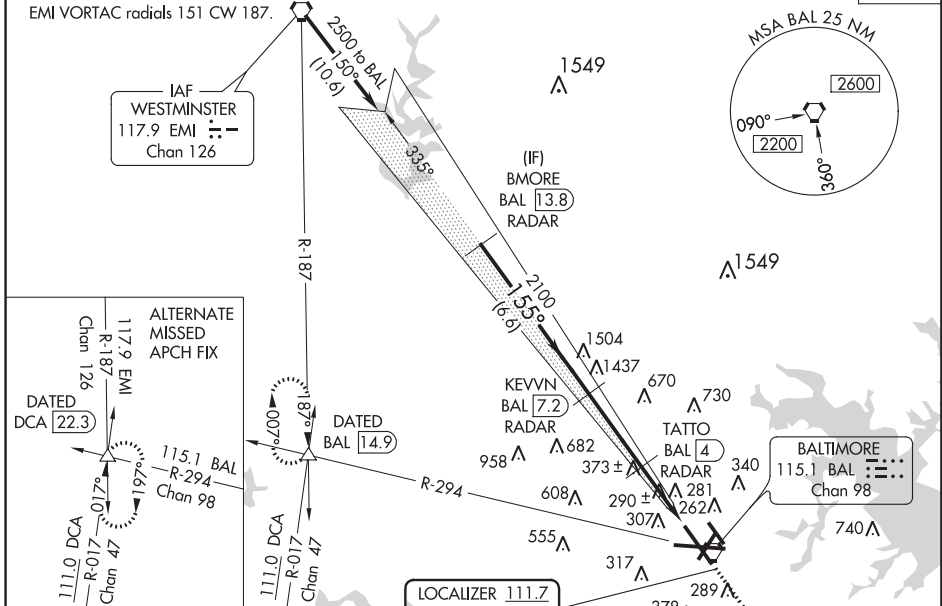 EMI VORTAC radials 151 CW 187.
2500 to BAL
150°
(10.6)
IAF
WESTMINSTER
117.9 EMI
Chan 126
335°
R-187
1549
MSA BAL 25 NM
2600
090°
2200
360°
(IF)
BMORE
BAL 13.8
RADAR
1549
2100
155°
(6.6)
1504
1437
670
730
KEVVN
BAL 7.2
RADAR
TATTO
BAL 4
RADAR
958
682
373 ±
608
290 ±
281
262
340
307
555
317
289
740
BALTIMORE
115.1 BAL
Chan 98
ALTERNATE
MISSED
APCH FIX
117.9 EMI
R-187
Chan 126
DATED
DCA 22.3
115.1 BAL
R-294
Chan 98
017°
197°
111.0 DCA
R-017
Chan 47
007°
187°
DATED
BAL 14.9
R-294
111.0 DCA
R-017
Chan 47
LOCALIZER 111.7